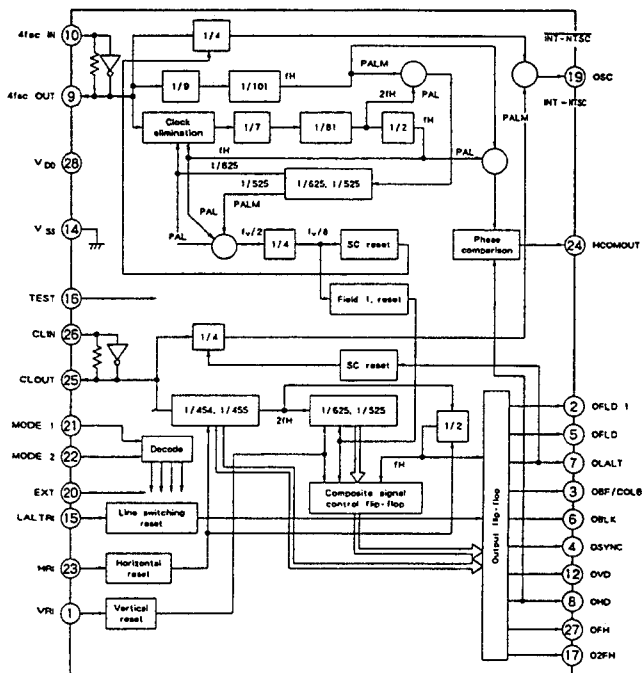 4fsc IN
10
4fsc OUT
9
VDD
28
VSS
14
TEST
16
CLIN
26
CLOUT
25
MODE 1
21
MODE 2
22
EXT
20
LALTRI
15
HRI
23
VRI
1
1/4
1/9
1/101
fH
PALM
2fH
PAL
Clock
elimination
1/7
1/81
1/2
fH
fH
1/625
1/525
1/625, 1/525
PALM
PAL
PAL
PAL
fv/2
1/4
fv/8
SC reset
Field 1, reset
Phase
comparison
PALM
INT-NTSC
19
OSC
INT-NTSC
24
HCOMOUT
1/4
SC reset
1/454, 1/455
2fH
1/625, 1/525
1/2
fH
Decode
Composite signal
control flip-flop
Line switching
reset
Horizontal
reset
Vertical
reset
Output flip-flop
2
OFLD 1
5
OFLD
7
OLALT
3
OBF/COLB
6
OBLK
4
OSYNC
12
OVD
8
OHD
27
OFH
17
O2FH